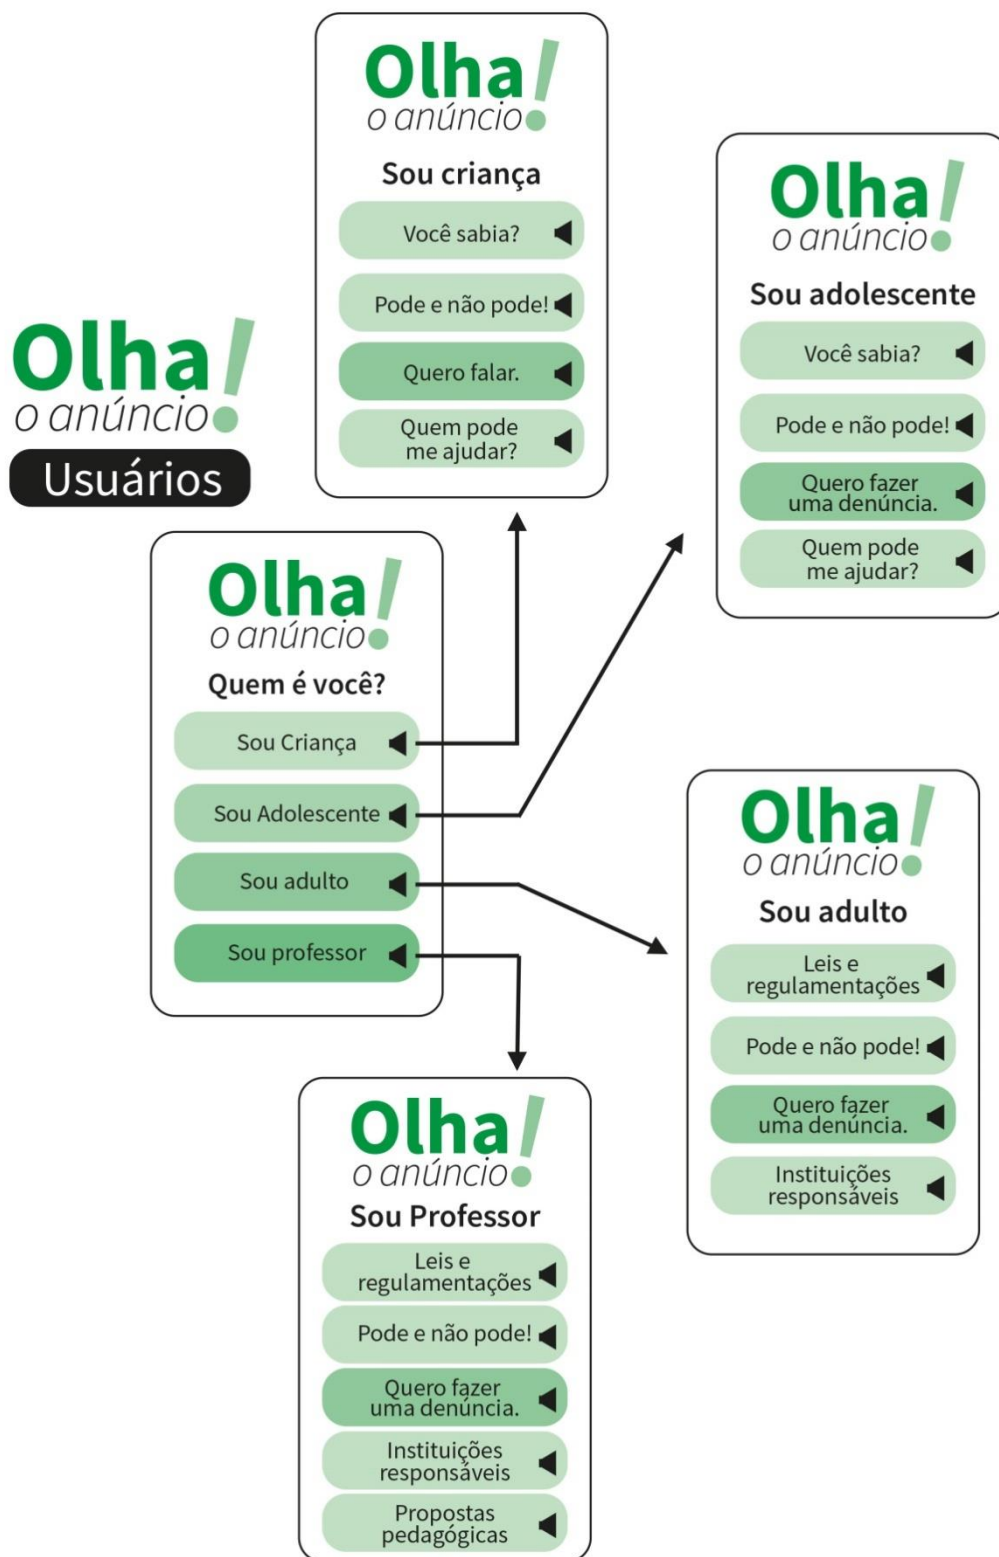 Olha!
o anúncio
Usuários
Olha!
o anúncio
Sou criança
Você sabia?
Pode e não pode!
Quero falar.
Quem pode
me ajudar?
Olha!
o anúncio
Sou adolescente
Você sabia?
Pode e não pode!
Quero fazer
uma denúncia.
Quem pode
me ajudar?
Olha!
o anúncio
Quem é você?
Sou Criança
Sou Adolescente
Sou adulto
Sou professor
Olha!
o anúncio
Sou adulto
Leis e
regulamentações
Pode e não pode!
Quero fazer
uma denúncia.
Instituições
responsáveis
Olha!
o anúncio
Sou Professor
Leis e
regulamentações
Pode e não pode!
Quero fazer
uma denúncia.
Instituições
responsáveis
Propostas
pedagógicas